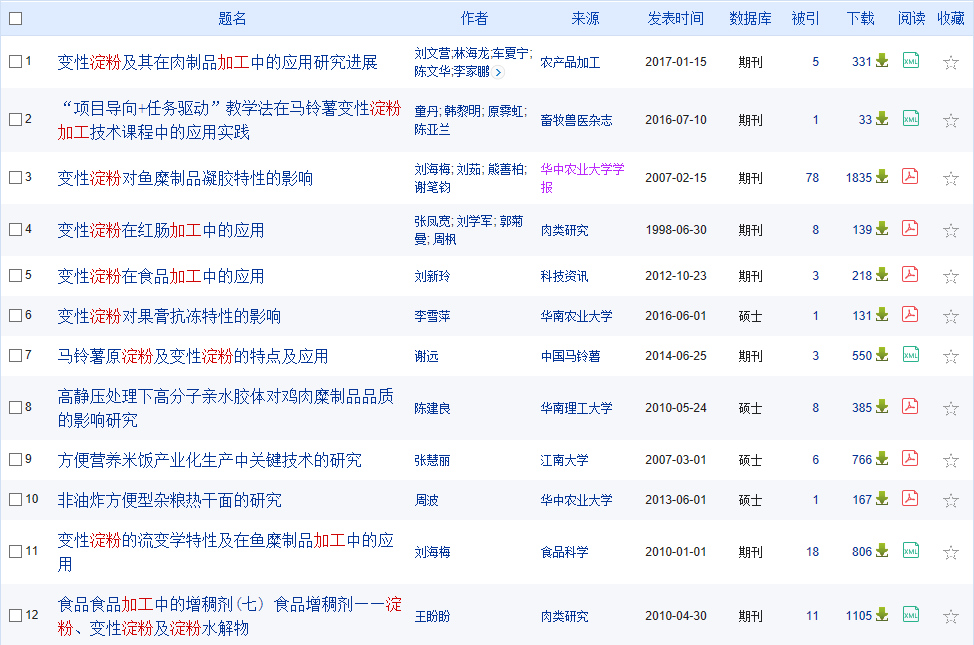 题名 作者 来源 发表时间 数据库 被引 下载 阅读 收藏
1 变性淀粉及其在肉制品加工中的应用研究进展 刘文营;林海龙;车夏宁; 农产品加工 2017-01-15 期刊 5 331 XML
陈文华;李家鹏
2 “项目导向+任务驱动”教学法在马铃薯变性淀粉 童丹; 韩黎明; 原霁虹; 畜牧兽医杂志 2016-07-10 期刊 1 33 XML
加工技术课程中的应用实践 陈亚兰
3 变性淀粉对鱼糜制品凝胶特性的影响 刘海梅; 刘茹; 熊善柏; 华中农业大学学 2007-02-15 期刊 78 1835
谢笔钧 报
4 变性淀粉在红肠加工中的应用 张凤宽; 刘学军; 郭菊 肉类研究 1998-06-30 期刊 8 139
曼; 周枫
5 变性淀粉在食品加工中的应用 刘新玲 科技资讯 2012-10-23 期刊 3 218
6 变性淀粉对果膏抗冻特性的影响 李雪萍 华南农业大学 2016-06-01 硕士 1 131
7 马铃薯原淀粉及变性淀粉的特点及应用 谢远 中国马铃薯 2014-06-25 期刊 3 550 XML
8 高静压处理下高分子亲水胶体对鸡肉糜制品品质 陈建良 华南理工大学 2010-05-24 硕士 8 385
的影响研究
9 方便营养米饭产业化生产中关键技术的研究 张慧丽 江南大学 2007-03-01 硕士 6 766
10 非油炸方便型杂粮热干面的研究 周波 华中农业大学 2013-06-01 硕士 1 167
11 变性淀粉的流变学特性及在鱼糜制品加工中的应 刘海梅 食品科学 2010-01-01 期刊 18 806 XML
用
12 食品食品加工中的增稠剂(七) 食品增稠剂一一淀 王盼盼 肉类研究 2010-04-30 期刊 11 1105 XML
粉、变性淀粉及淀粉水解物